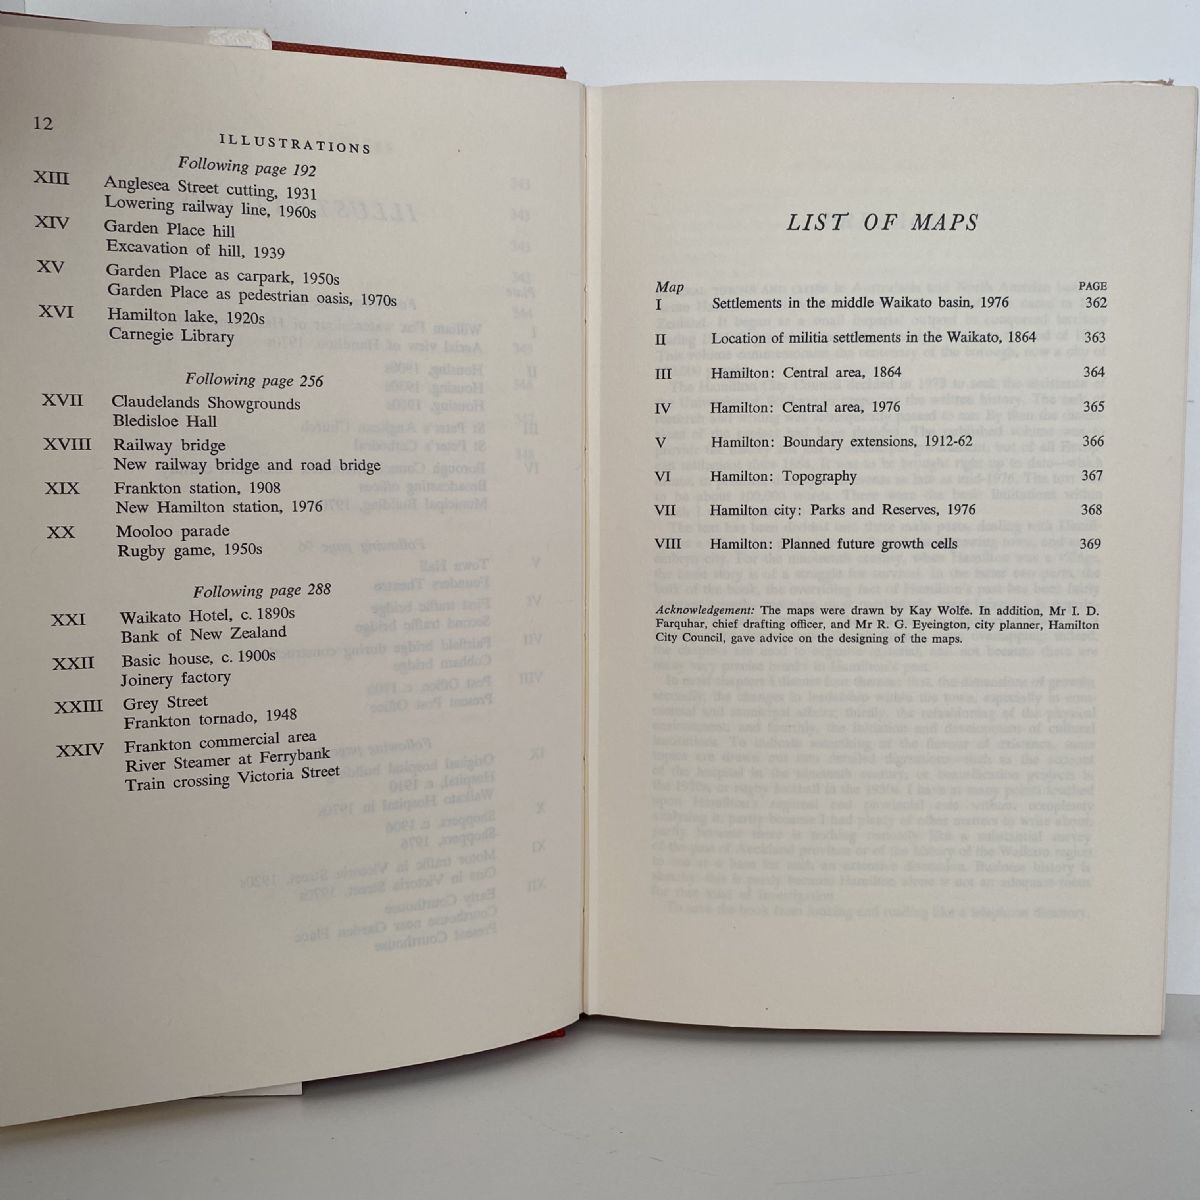 12
ILLUSTRATIONS
Following page 192
XIII Anglesea Street cutting, 1931
Lowering railway line, 1960s
XIV Garden Place hill
Excavation of hill, 1939
XV Garden Place as carpark, 1950s
Garden Place as pedestrian oasis, 1970s
XVI Hamilton lake, 1920s
Carnegie Library
Following page 256
XVII Claudelands Showgrounds
Bledisloe Hall
XVIII Railway bridge
New railway bridge and road bridge
XIX Frankton station, 1908
New Hamilton station, 1976
XX Mooloo parade
Rugby game, 1950s
Following page 288
XXI Waikato Hotel, c. 1890s
Bank of New Zealand
XXII Basic house, c. 1900s
Joinery factory
XXIII Grey Street
Frankton tornado, 1948
XXIV Frankton commercial area
River Steamer at Ferrybank
Train crossing Victoria Street
LIST OF MAPS
Map PAGE
I Settlements in the middle Waikato basin, 1976 362
II Location of militia settlements in the Waikato, 1864 363
III Hamilton: Central area, 1864 364
IV Hamilton: Central area, 1976 365
V Hamilton: Boundary extensions, 1912-62 366
VI Hamilton: Topography 367
VII Hamilton city: Parks and Reserves, 1976 368
VIII Hamilton: Planned future growth cells 369
Acknowledgement: The maps were drawn by Kay Wolfe. In addition, Mr I. D.
Farquhar, chief drafting officer, and Mr R. G. Eyeington, city planner, Hamilton
City Council, gave advice on the designing of the maps.